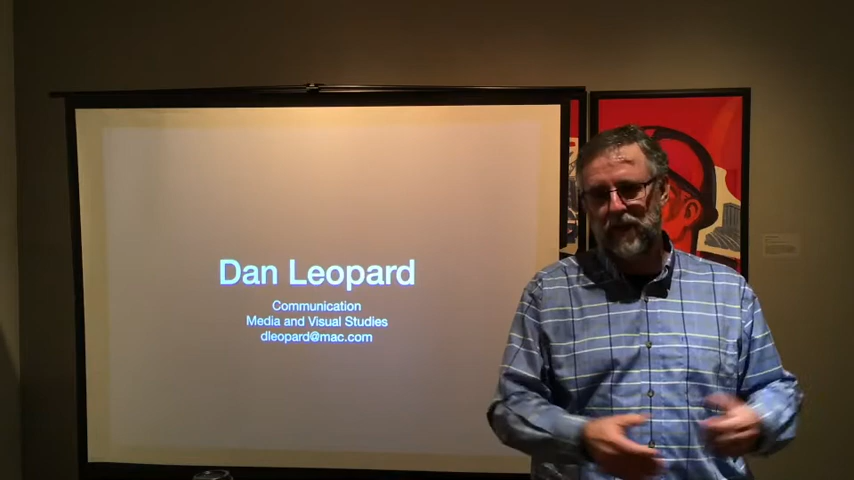 Dan Leopard
Communication
Media and Visual Studies
dleopard@mac.com